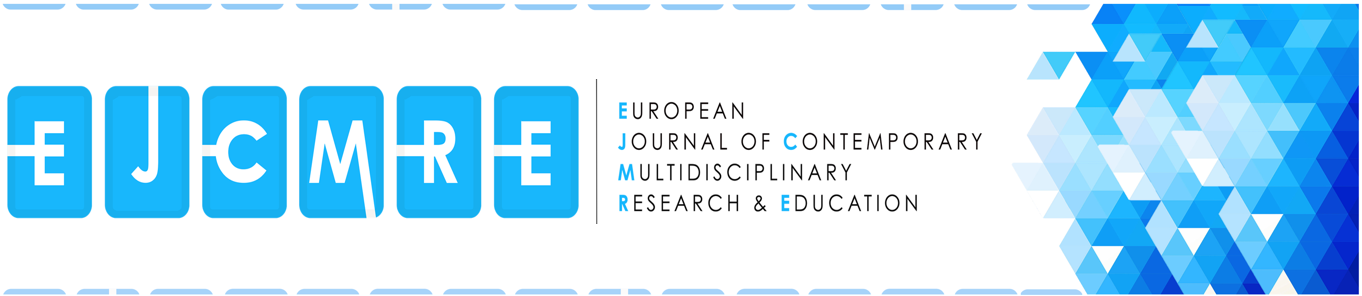 EJCMRE
EUROPEAN
JOURNAL OF CONTEMPORARY
MULTIDISCIPLINARY
RESEARCH & EDUCATION